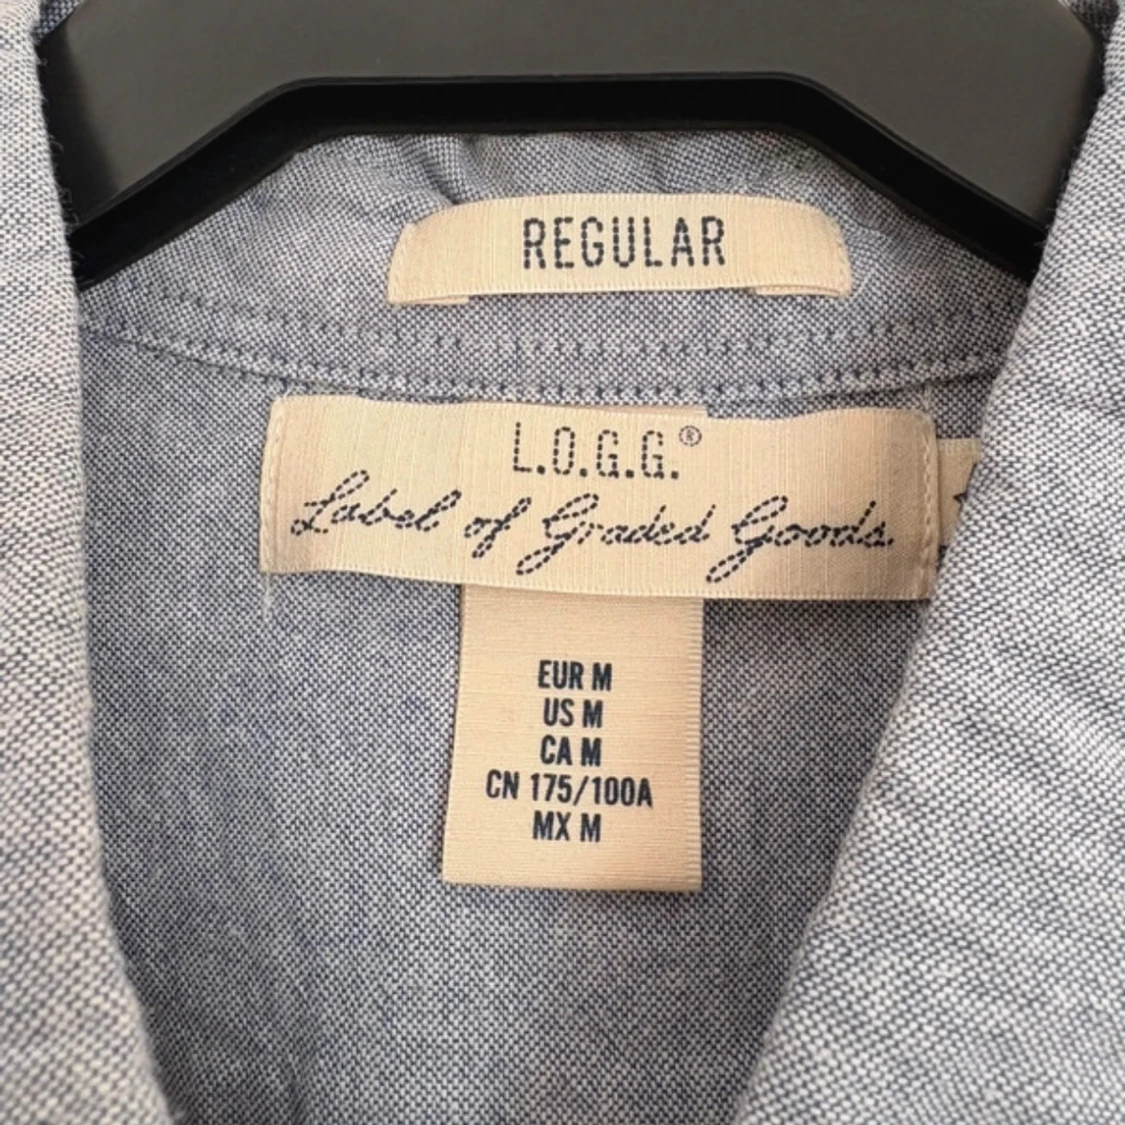 REGULAR
L.O.G.G.®
Label of Graded Goods
EUR M
US M
CA M
CN 175/100A
MX M